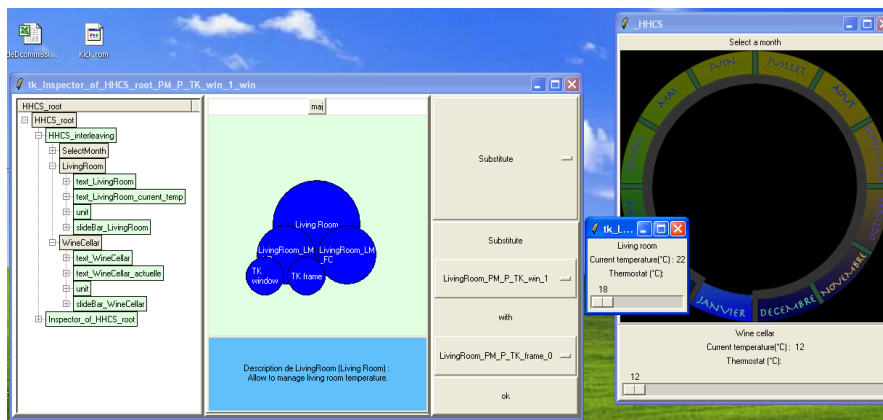 deDcommissi...
Kick.rom
tk_Inspector_of_HHCS_root_PM_P_TK_win_1_win
HHCS_root
HHCS_root
HHCS_interleaving
SelectMonth
LivingRoom
text_LivingRoom
text_LivingRoom_current_temp
unit
slideBar_LivingRoom
WineCellar
text_WineCellar
text_WineCellar_actuelle
unit
slideBar_WineCellar
Inspector_of_HHCS_root
maj
Living Room
LivingRoom_LM
LivingRoom_LM
_FC
TK
window
TK frame
Description de LivingRoom (Living Room) :
Allow to manage living room temperature.
Substitute
Substitute
LivingRoom_PM_P_TK_win_1
with
LivingRoom_PM_P_TK_frame_0
ok
_HHCS
Select a month
MAI
JUIN
JUILLET
AOUT
OCTOBRE
NOVEMBRE
DECEMBRE
JANVIER
tk_L...
Living room
Current temperature(°C) : 22
Thermostat (°C):
18
Wine cellar
Current temperature(°C) : 12
Thermostat (°C):
12